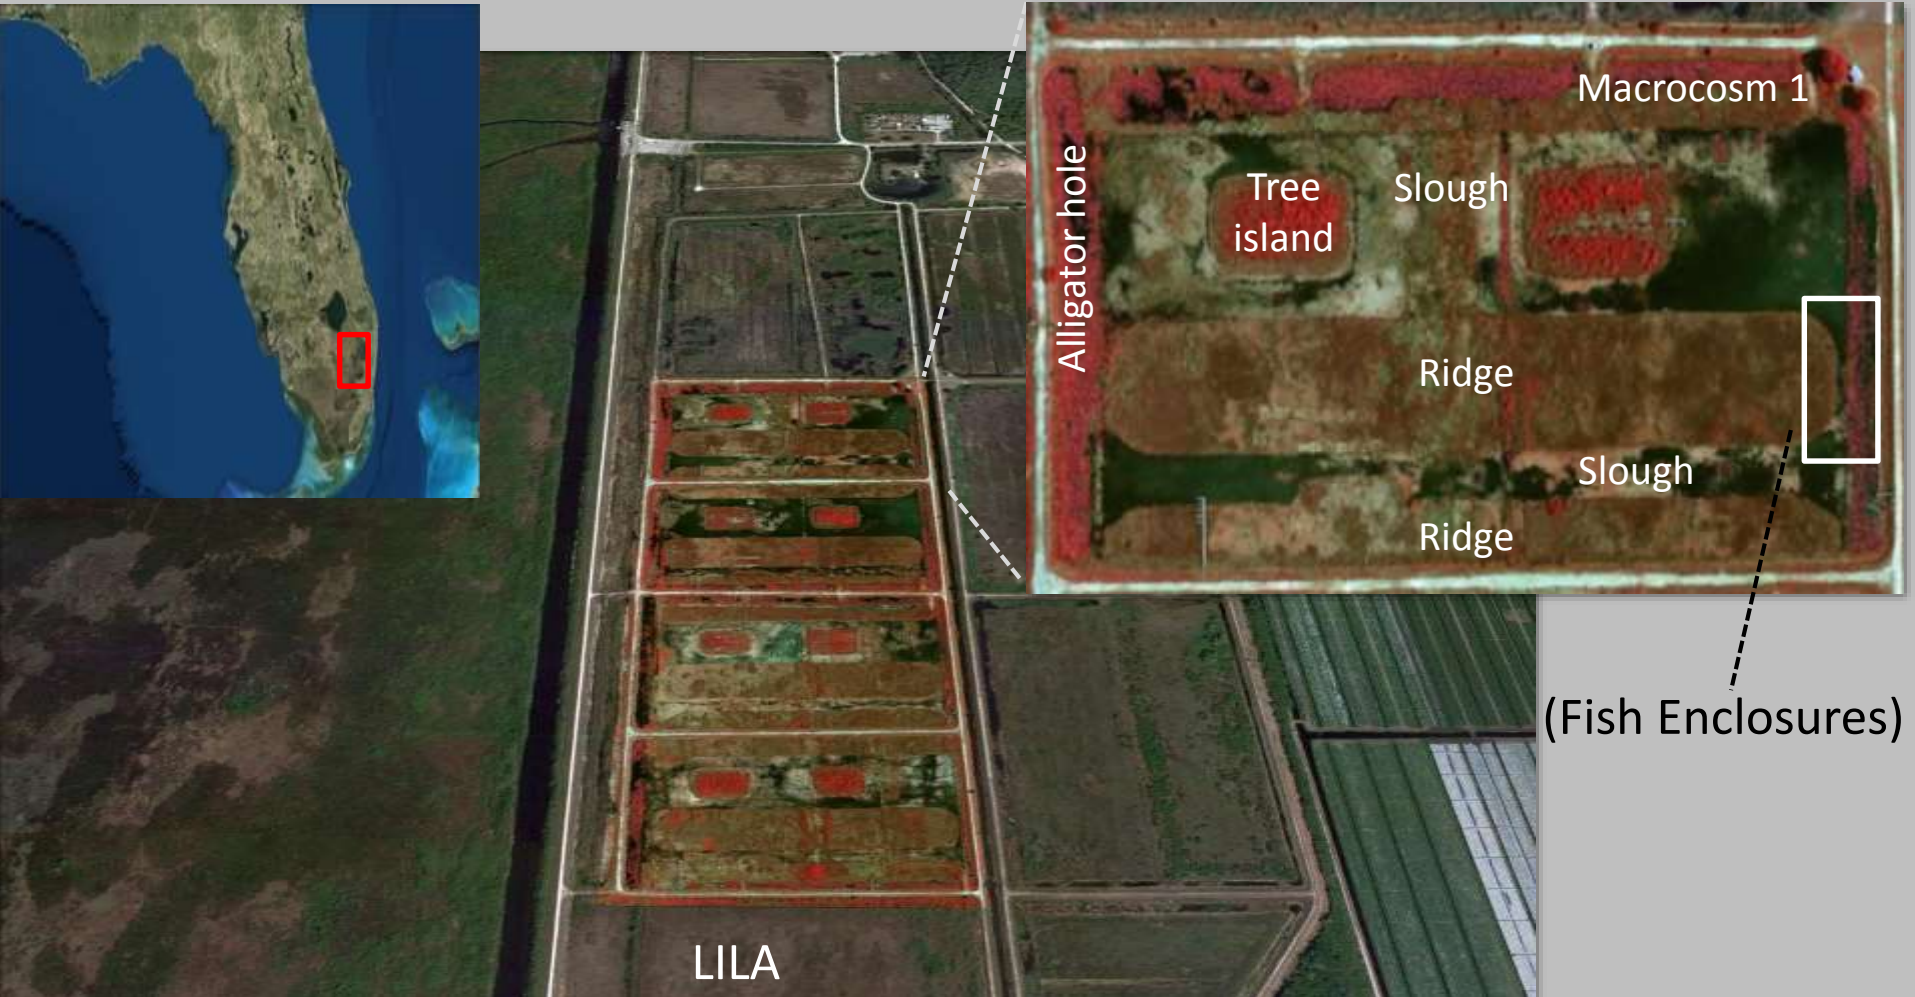 Macrocosm 1
Alligator hole
Tree
island
Slough
Ridge
Slough
Ridge
(Fish Enclosures)
LILA